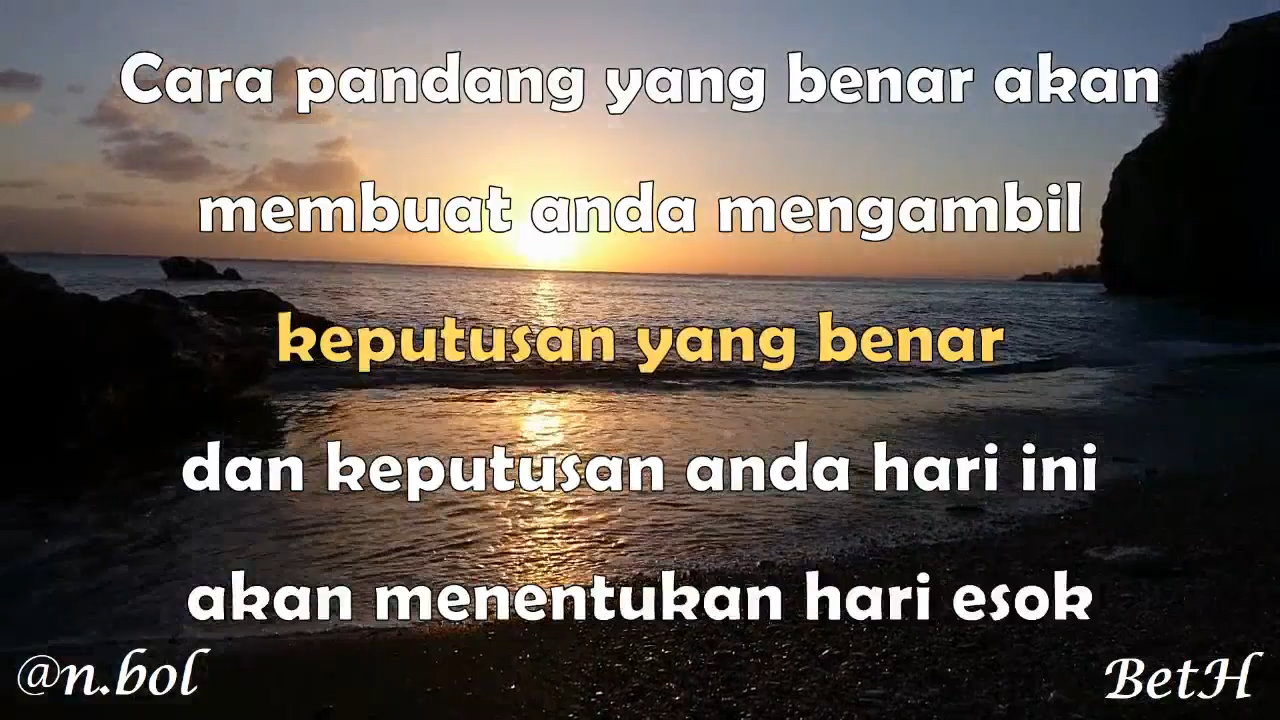 Cara pandang yang benar akan
membuat anda mengambil
keputusan yang benar
dan keputusan anda hari ini
akan menentukan hari esok
@n.bol
BetH